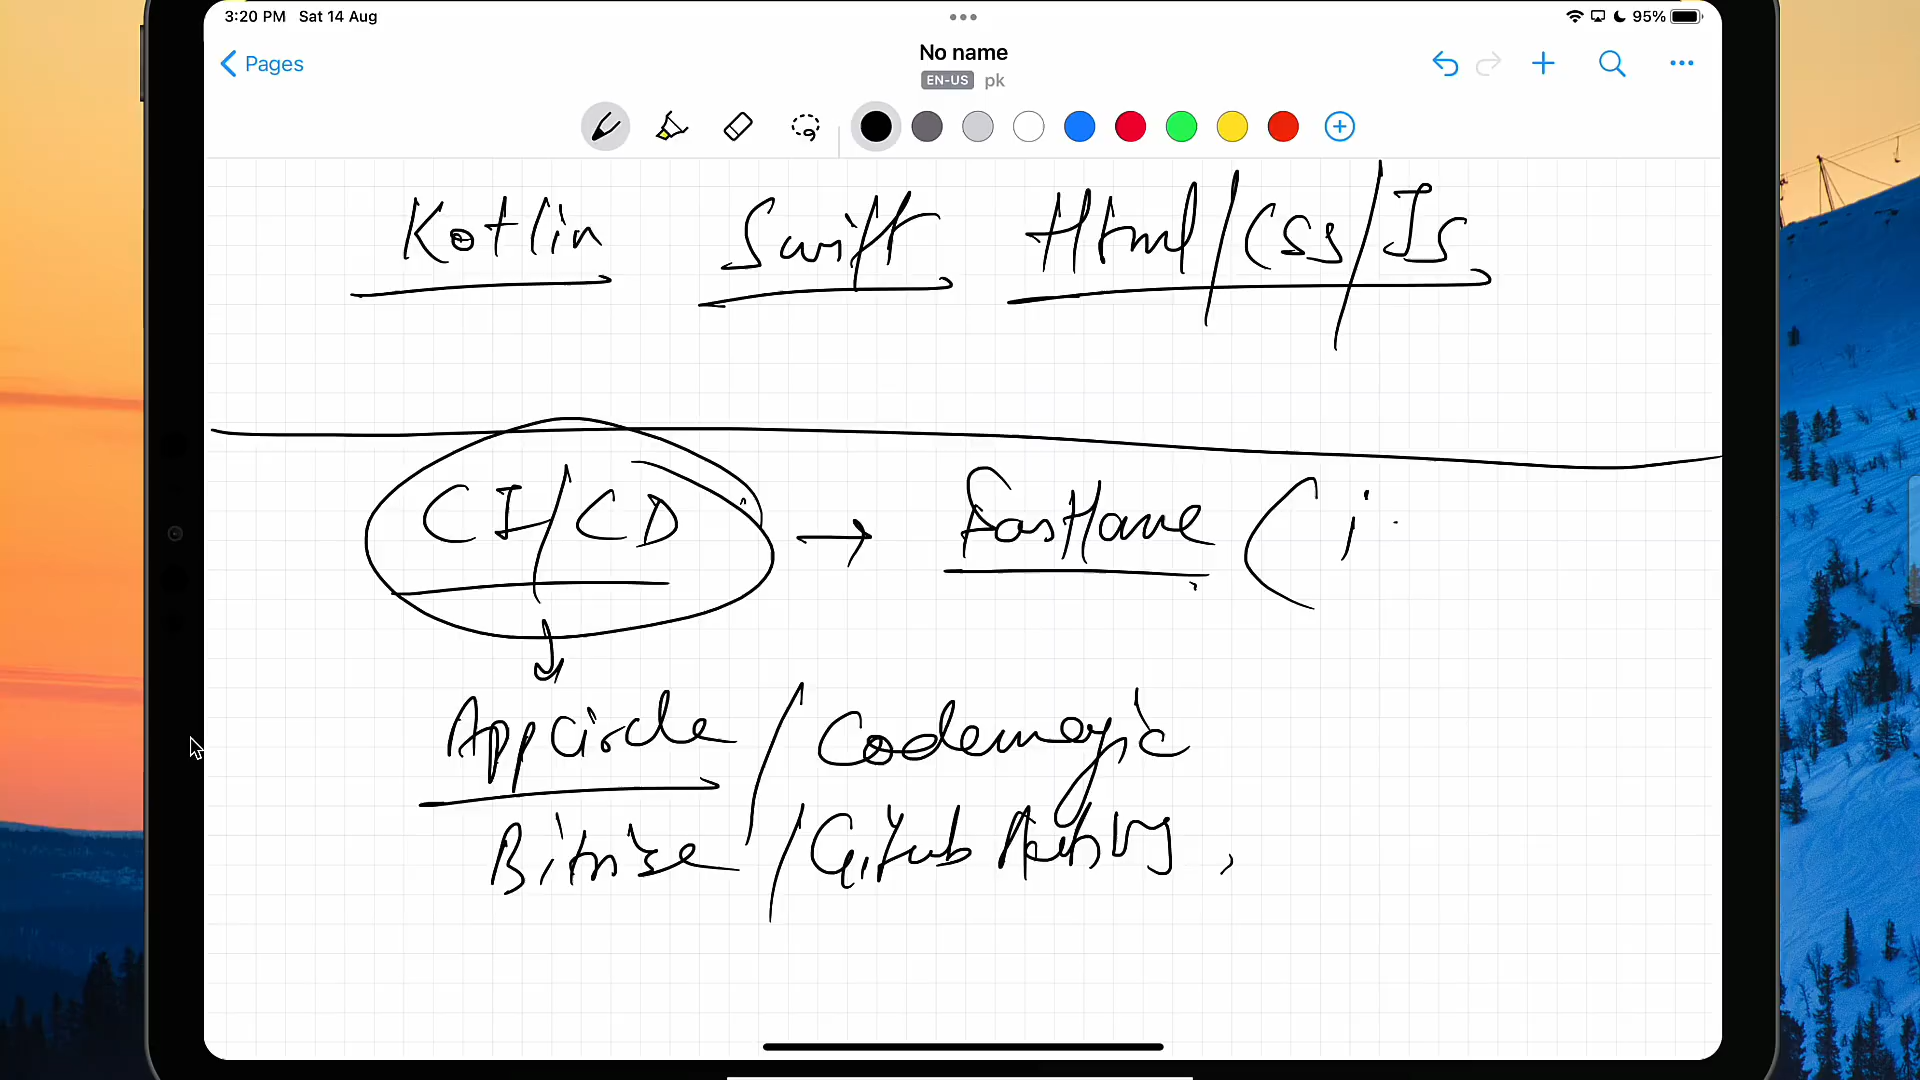 3:20 PM Sat 14 Aug 95%
Pages
No name
EN-US pk
Kotlin Swift Html/CSS/Js
CI/CD → fastlane ( i
Appcircle / Codemagic
Bitrise / Github Actions,